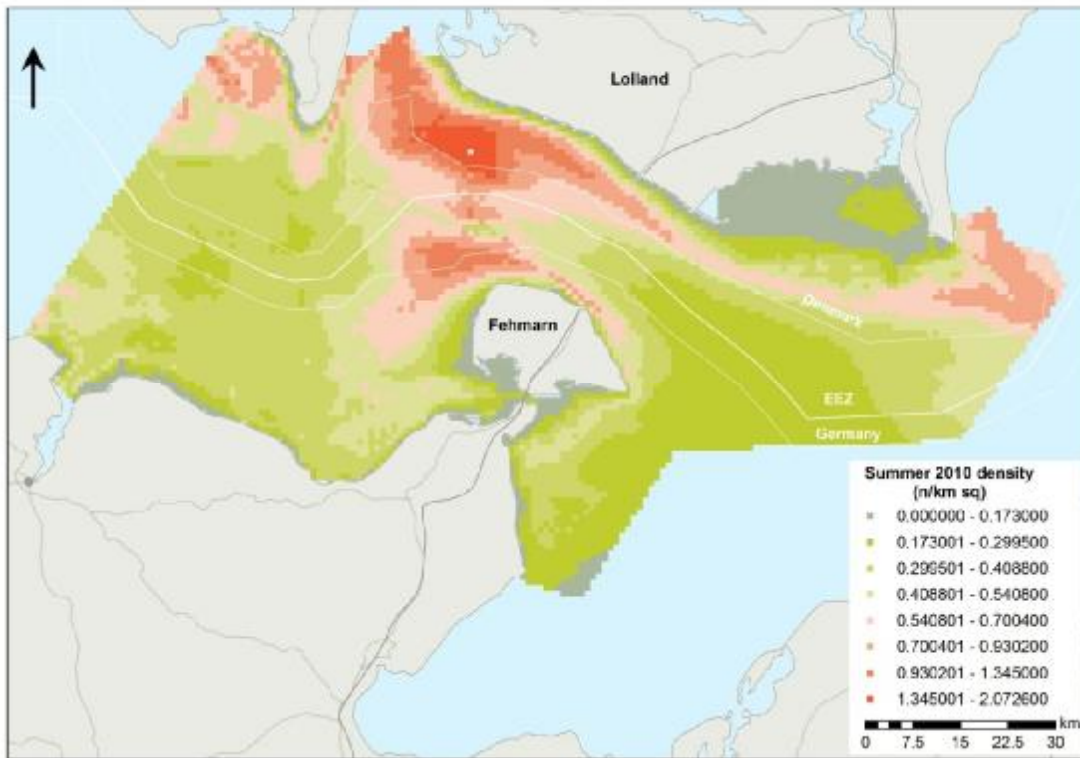 Lolland
Fehmarn
Denmark
EEZ
Germany
Summer 2010 density
(n/km sq)
0.000000 - 0.173000
0.173001 - 0.299500
0.299501 - 0.408800
0.408801 - 0.540800
0.540801 - 0.700400
0.700401 - 0.930200
0.930201 - 1.345000
1.345001 - 2.072600
km
0 7.5 15 22.5 30